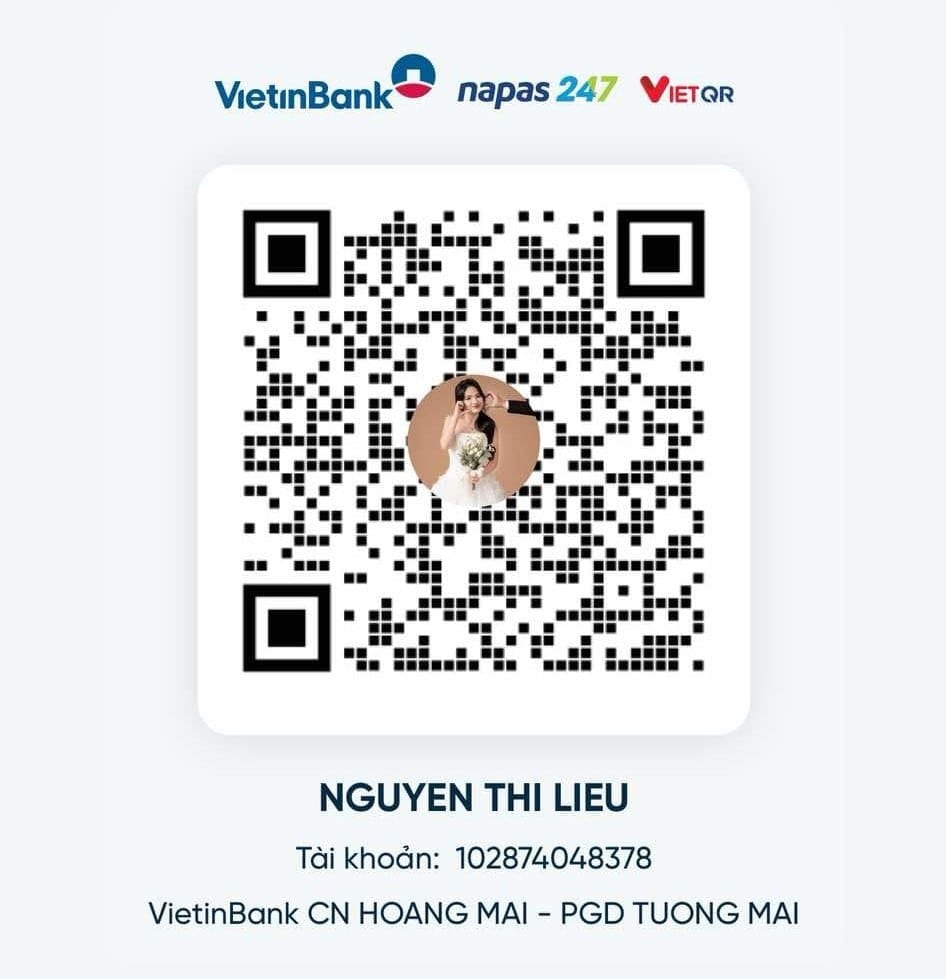 VietinBank napas 247 VIETQR
NGUYEN THI LIEU
Tài khoản: 102874048378
VietinBank CN HOANG MAI - PGD TUONG MAI